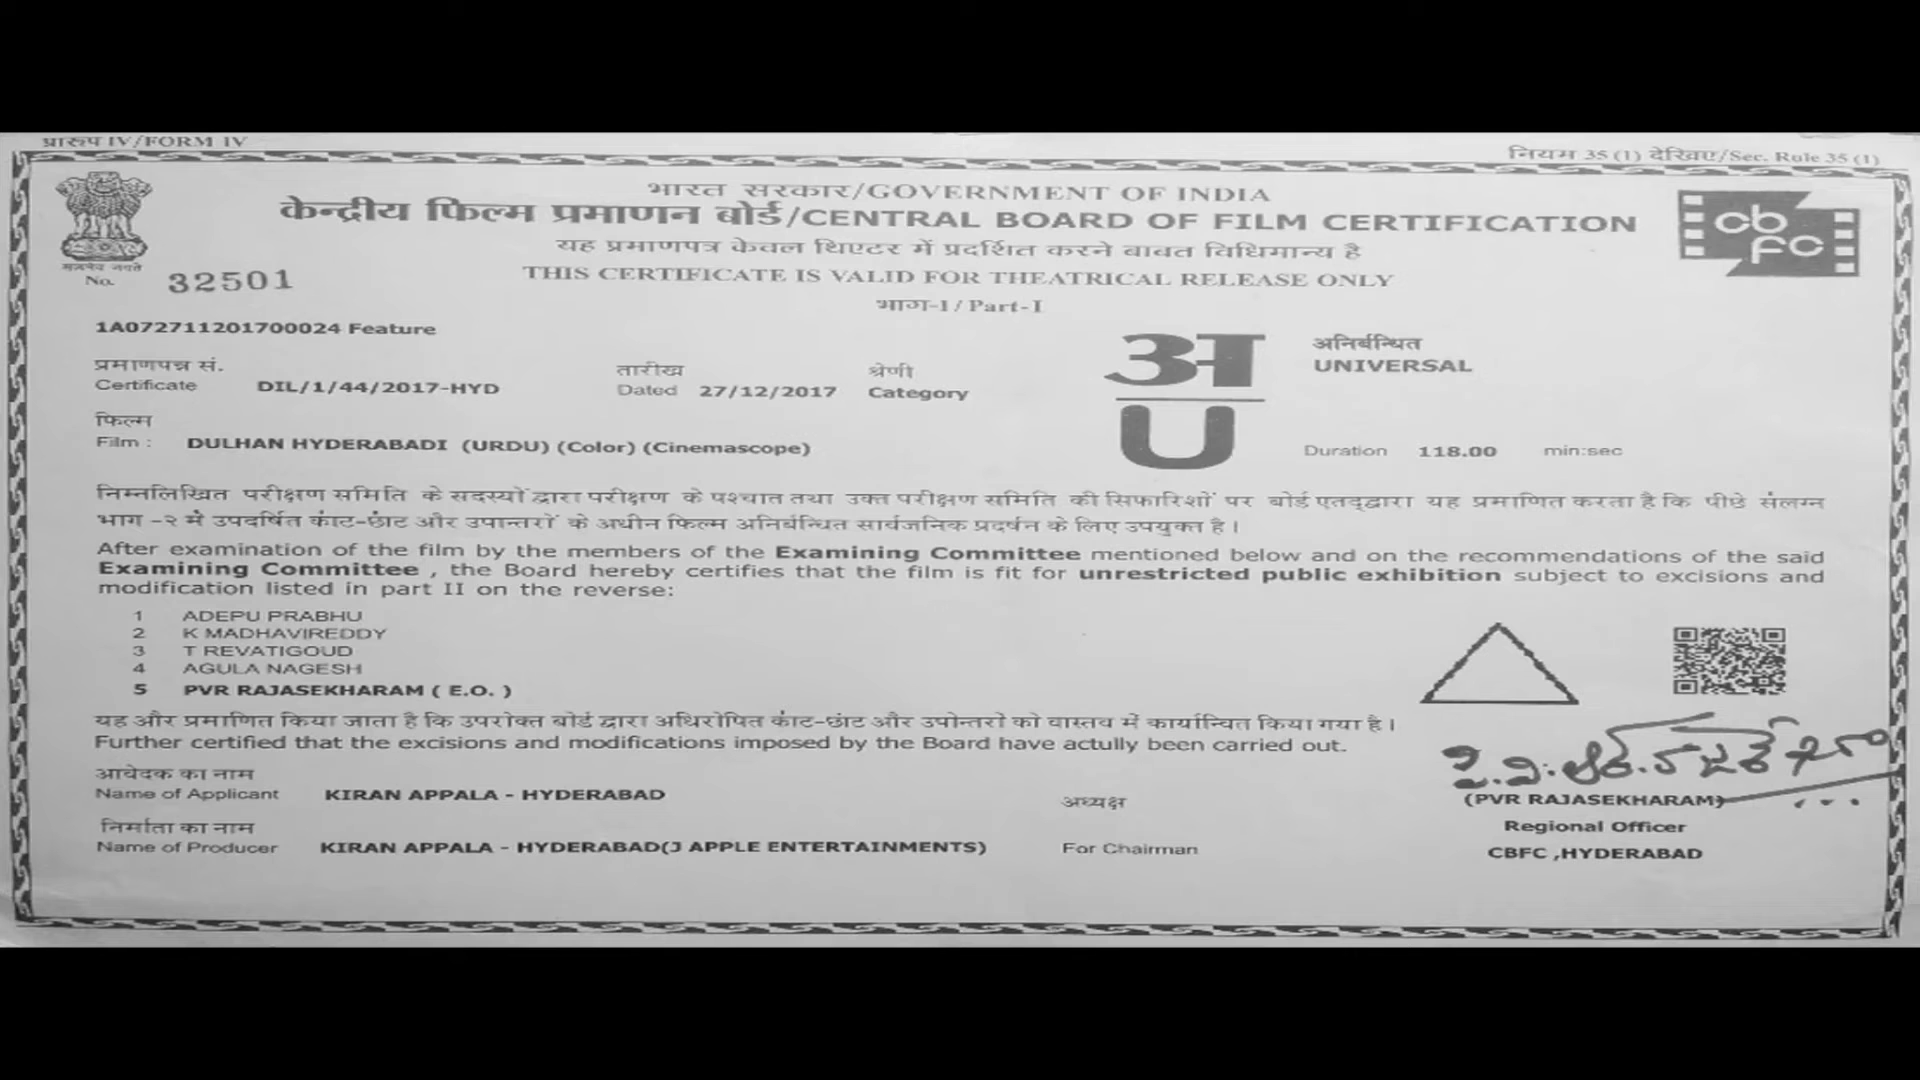 प्रारूप IV/FORM IV
नियम 35 (1) देखिए/Sec. Rule 35 (1)
भारत सरकार/GOVERNMENT OF INDIA
केन्द्रीय फिल्म प्रमाणन बोर्ड/CENTRAL BOARD OF FILM CERTIFICATION
यह प्रमाणपत्र केवल थिएटर में प्रदर्शित करने बाबत विधिमान्य है
THIS CERTIFICATE IS VALID FOR THEATRICAL RELEASE ONLY
भाग-1 / Part-I
cb
fc
सत्यमेव जयते
No. 32501
1A072711201700024 Feature
प्रमाणपत्र सं. तारीख श्रेणी
Certificate DIL/1/44/2017-HYD Dated 27/12/2017 Category
अ
U
अनिर्बन्धित
UNIVERSAL
फिल्म
Film : DULHAN HYDERABADI (URDU) (Color) (Cinemascope)
Duration 118.00 min:sec
निम्नलिखित परीक्षण समिति के सदस्यों द्वारा परीक्षण के पश्चात तथा उक्त परीक्षण समिति की सिफारिशों पर बोर्ड एतद्द्वारा यह प्रमाणित करता है कि पीछे संलग्न
भाग -२ में उपदर्षित काट-छांट और उपान्तरों के अधीन फिल्म अनिर्बन्धित सार्वजनिक प्रदर्षन के लिए उपयुक्त है।
After examination of the film by the members of the Examining Committee mentioned below and on the recommendations of the said
Examining Committee , the Board hereby certifies that the film is fit for unrestricted public exhibition subject to excisions and
modification listed in part II on the reverse:
1 ADEPU PRABHU
2 K MADHAVIREDDY
3 T REVATIGOUD
4 AGULA NAGESH
5 PVR RAJASEKHARAM ( E.O. )
यह और प्रमाणित किया जाता है कि उपरोक्त बोर्ड द्वारा अधिरोपित काट-छांट और उपोन्तरों को वास्तव में कार्यान्वित किया गया है।
Further certified that the excisions and modifications imposed by the Board have actully been carried out.
आवेदक का नाम
Name of Applicant KIRAN APPALA - HYDERABAD
निर्माता का नाम
Name of Producer KIRAN APPALA - HYDERABAD(J APPLE ENTERTAINMENTS)
अध्यक्ष
For Chairman
(PVR RAJASEKHARAM)
Regional Officer
CBFC ,HYDERABAD